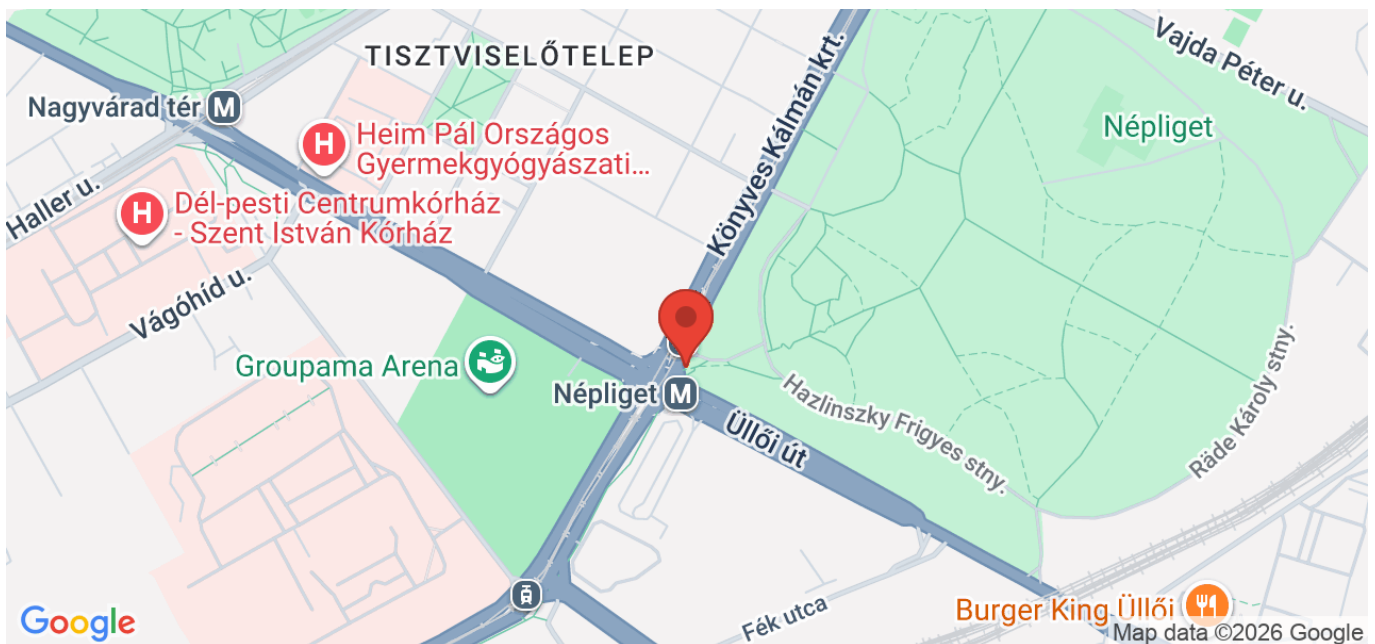 TISZTVISELŐTELEP
Vajda Péter u.
Nagyvárad tér M
Könyves Kálmán krt.
Népliget
H Heim Pál Országos
Gyermekgyógyászati...
Haller u.
H Dél-pesti Centrumkórház
- Szent István Kórház
Vágóhíd u.
Groupama Arena
Népliget M
Üllői út
Hazlinszky Frigyes stny.
Räde Károly stny.
Fék utca
Burger King Üllői
Google
Map data ©2026 Google